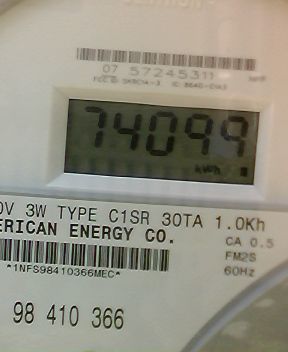 07 57245311
74099
kWh
0V 3W TYPE C1SR 30TA 1.0Kh
ERICAN ENERGY CO.
CA 0.5
FM2S
60Hz
*1NFS98410366MEC*
98 410 366